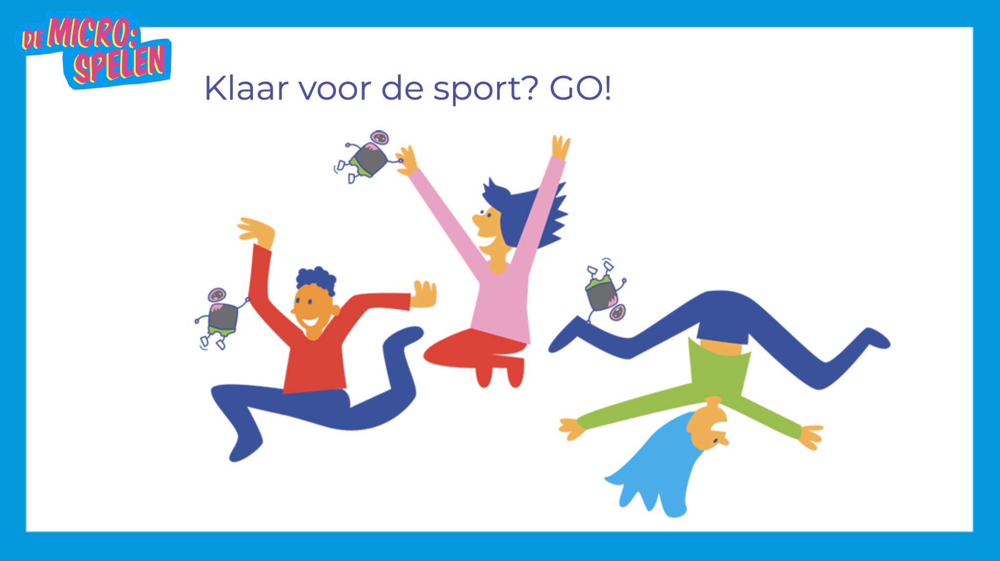 DE MICRO:
SPELEN
Klaar voor de sport? GO!